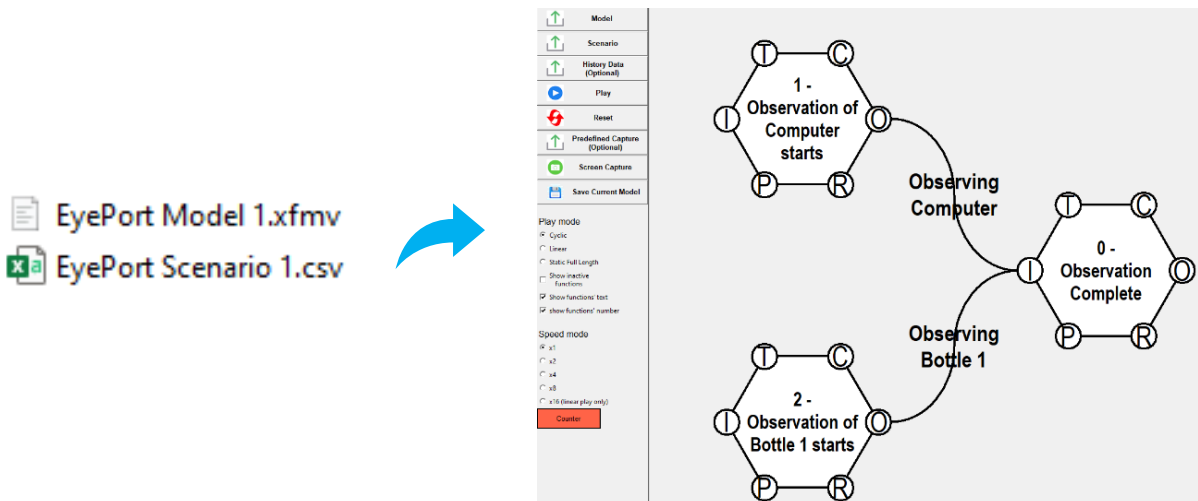 EyePort Model 1.xfmv
EyePort Scenario 1.csv
Model
Scenario
History Data
(Optional)
Play
Reset
Predefined Capture
(Optional)
Screen Capture
Save Current Model
Play mode
Cyclic
Linear
Static Full Length
Show inactive
functions
Show functions' text
show functions' number
Speed mode
x1
x2
x4
x8
x16 (linear play only)
Counter
T
C
I
O
P
R
1 -
Observation of
Computer
starts
Observing
Computer
T
C
I
O
P
R
0 -
Observation
Complete
Observing
Bottle 1
T
C
I
O
P
R
2 -
Observation of
Bottle 1 starts